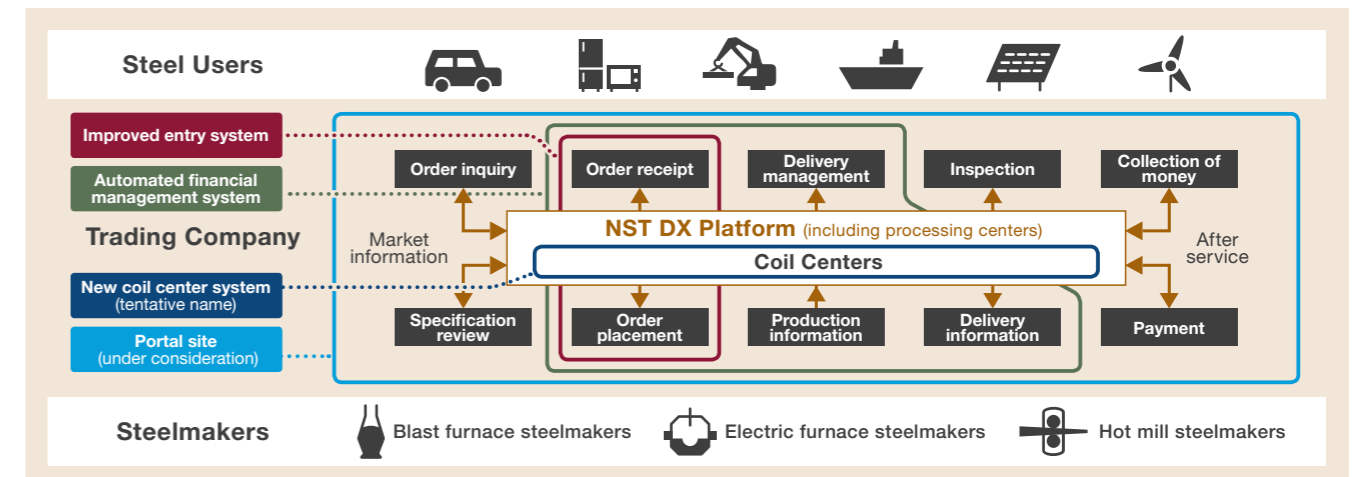 Steel Users
Improved entry system
Automated financial
management system
Trading Company
New coil center system
(tentative name)
Portal site
(under consideration)
Order inquiry
Order receipt
Delivery
management
Inspection
Collection of
money
Market
information
NST DX Platform (including processing centers)
Coil Centers
After
service
Specification
review
Order
placement
Production
information
Delivery
information
Payment
Steelmakers
Blast furnace steelmakers
Electric furnace steelmakers
Hot mill steelmakers